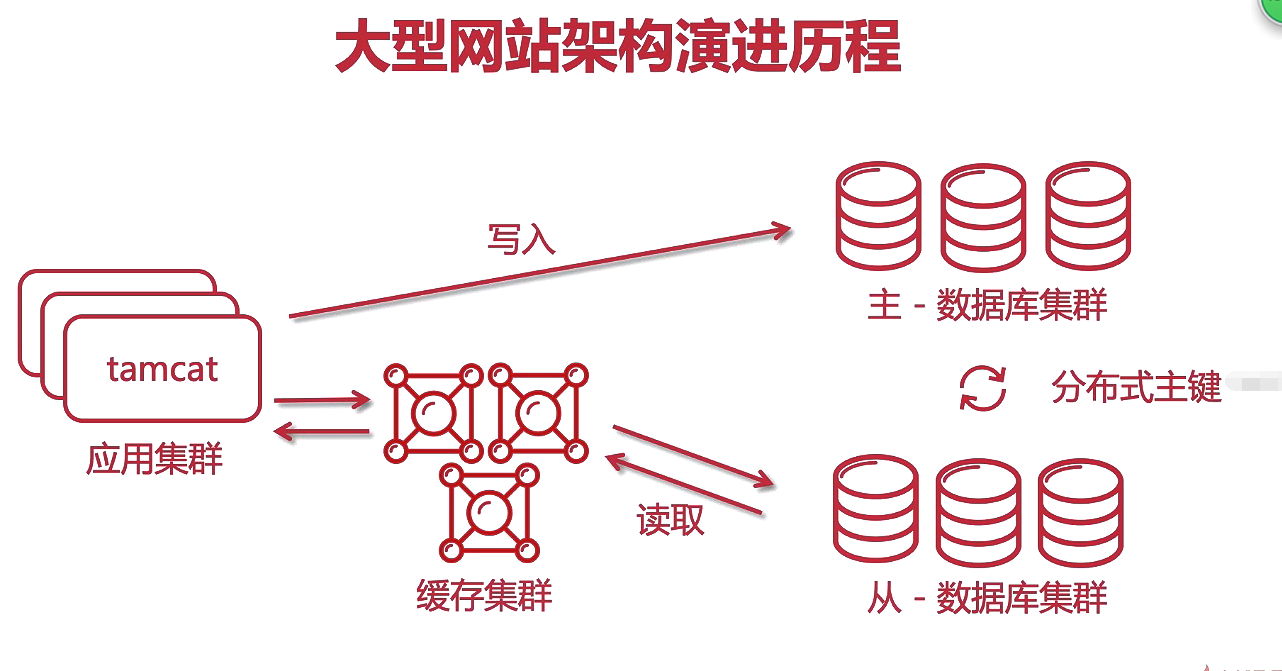 大型网站架构演进历程
写入
主 - 数据库集群
tamcat
应用集群
分布式主键
读取
缓存集群
从 - 数据库集群